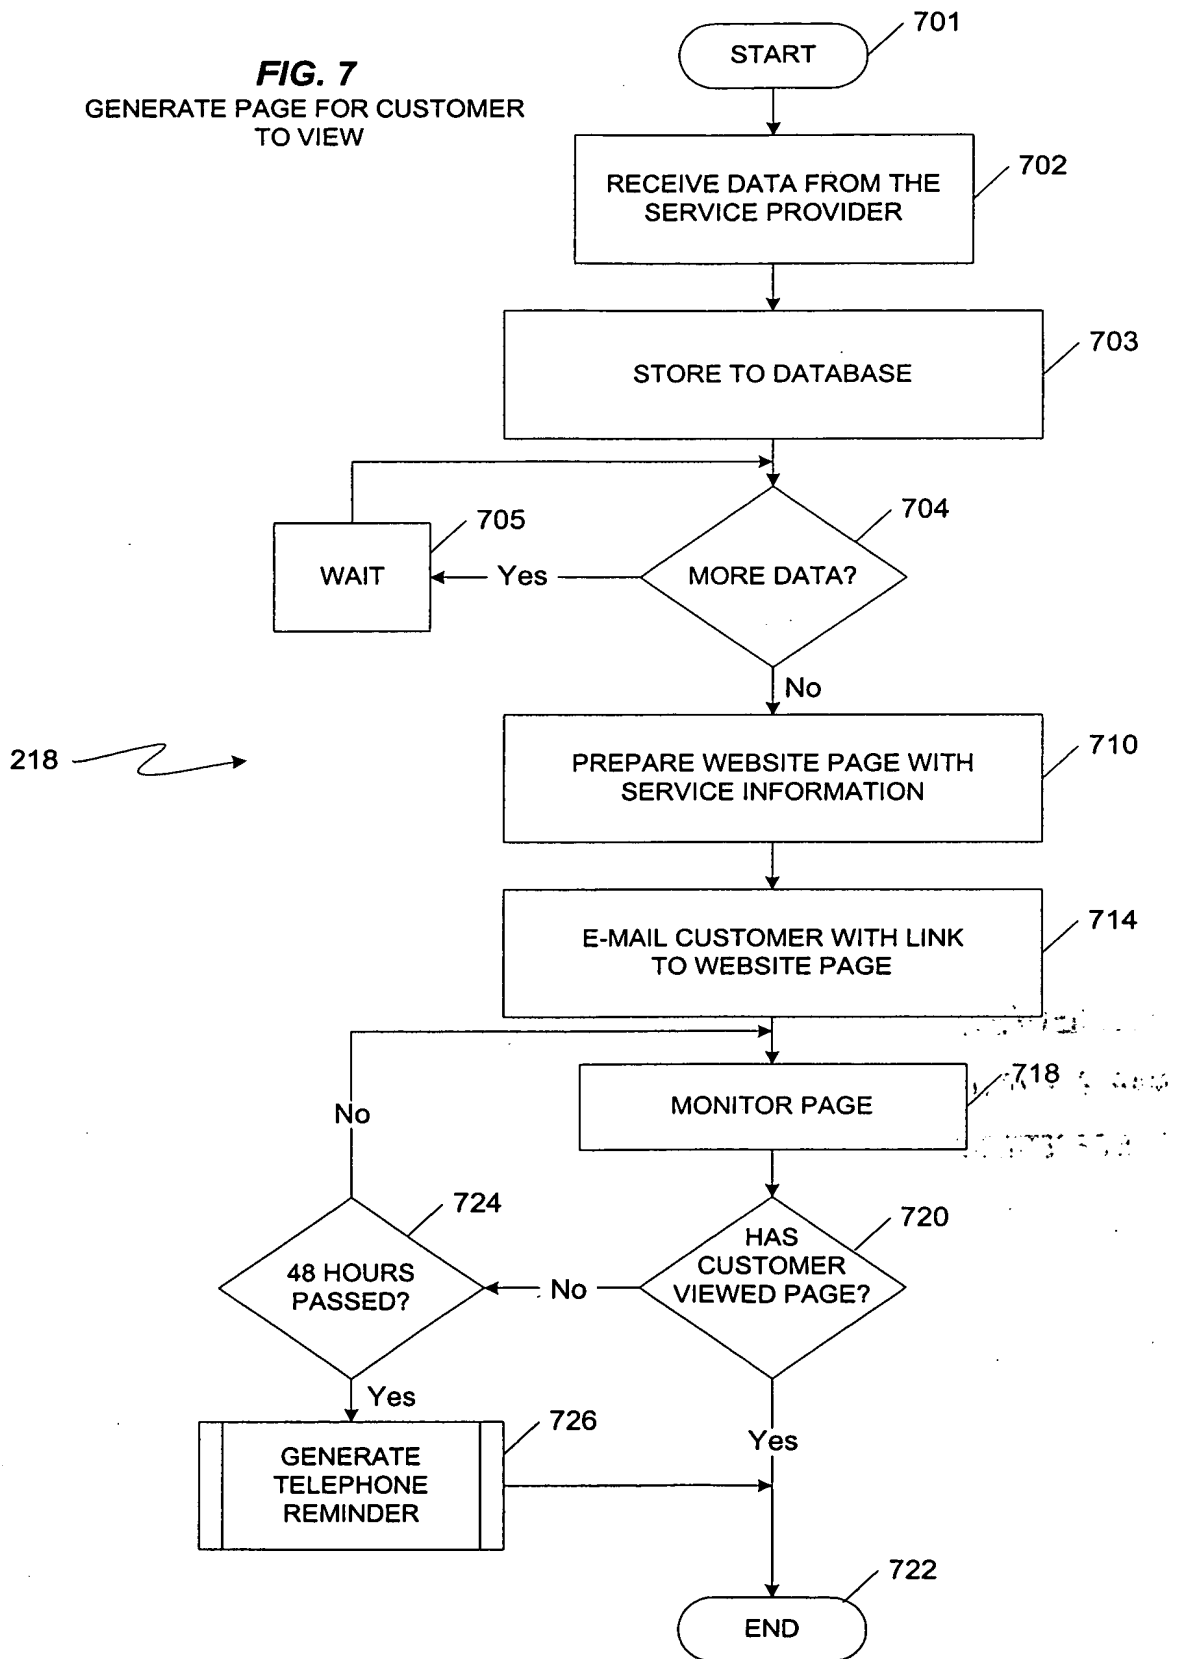 701
START
FIG. 7
GENERATE PAGE FOR CUSTOMER
TO VIEW
702
RECEIVE DATA FROM THE
SERVICE PROVIDER
703
STORE TO DATABASE
704
705
WAIT
Yes
MORE DATA?
No
218
710
PREPARE WEBSITE PAGE WITH
SERVICE INFORMATION
714
E-MAIL CUSTOMER WITH LINK
TO WEBSITE PAGE
718
MONITOR PAGE
No
724
720
48 HOURS
PASSED?
No
HAS
CUSTOMER
VIEWED PAGE?
Yes
726
GENERATE
TELEPHONE
REMINDER
Yes
722
END